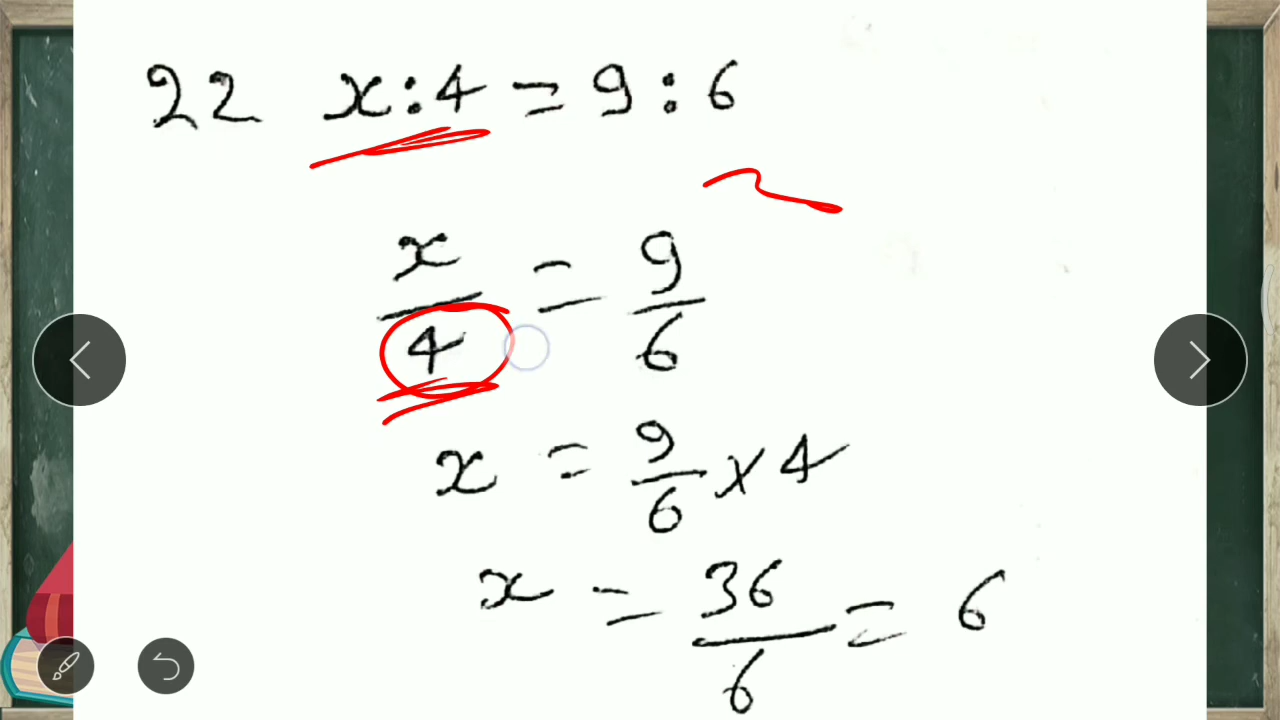 22 x:4 = 9:6
x/4 = 9/6
x = 9/6 × 4
x = 36/6 = 6